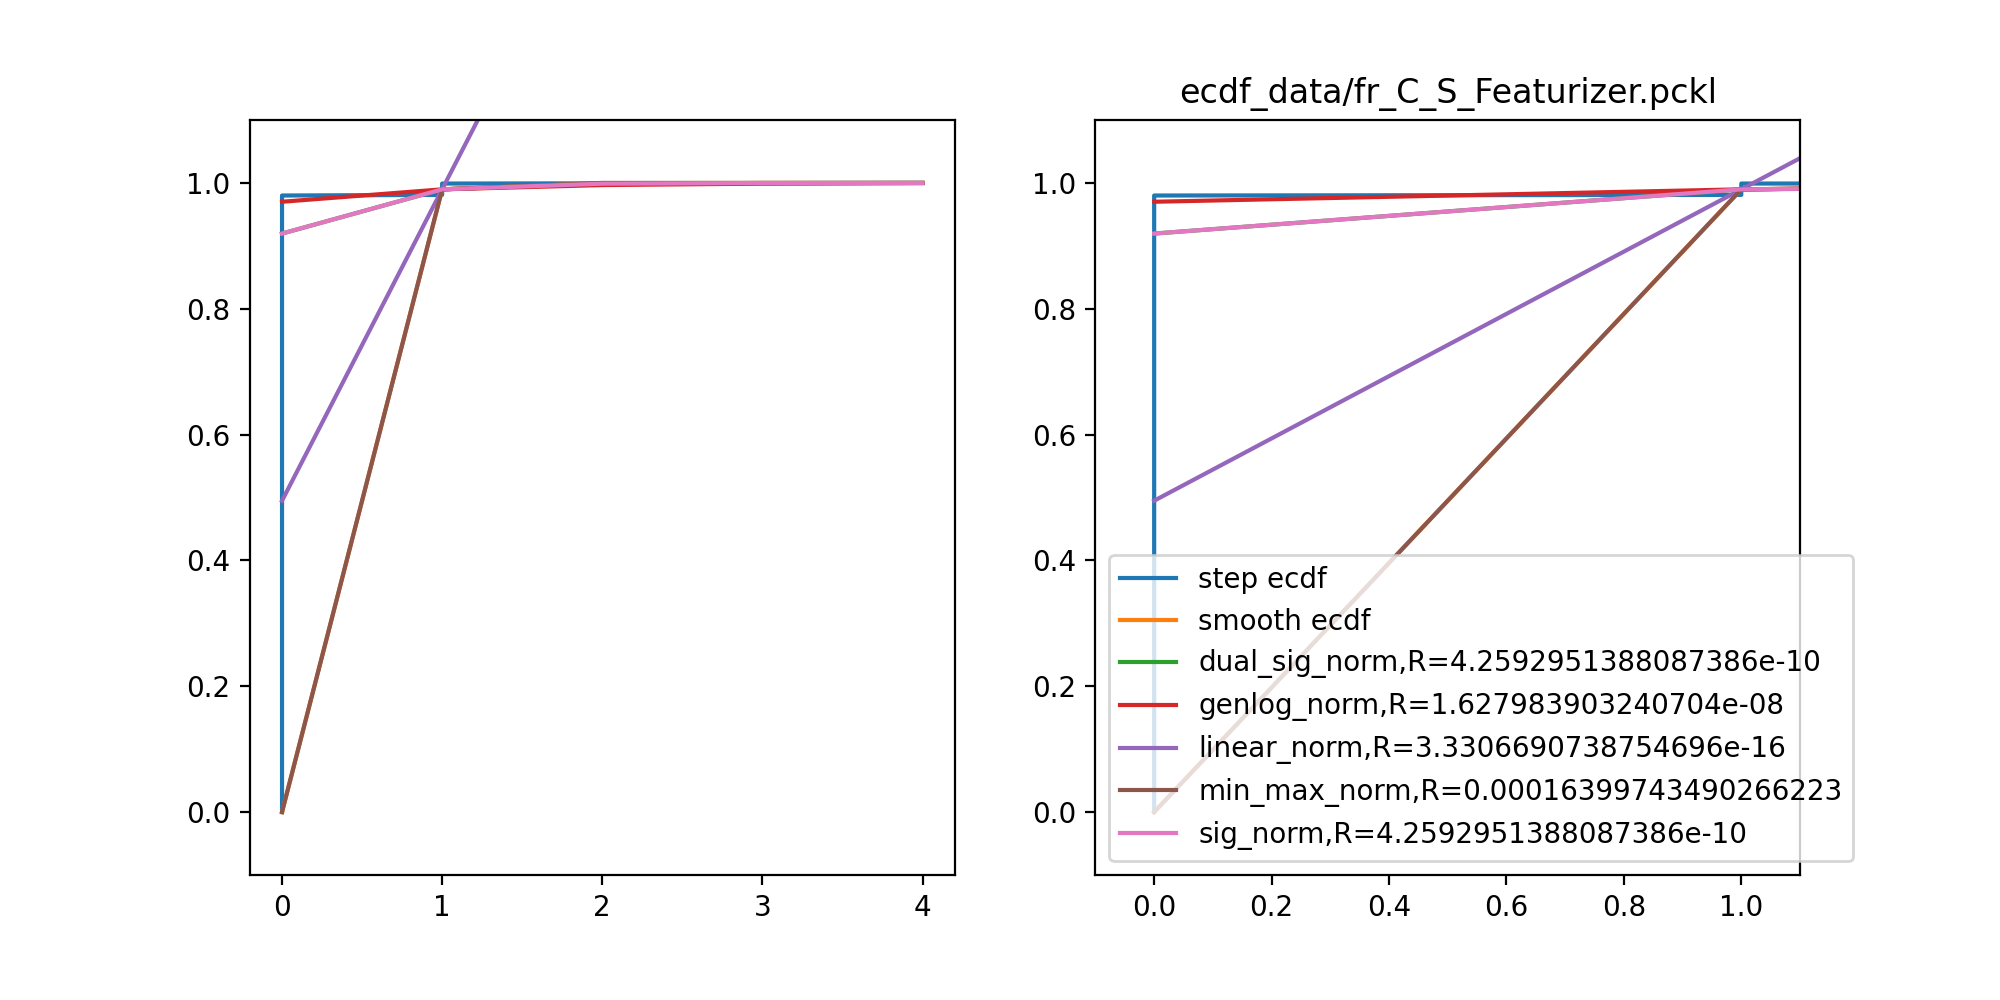 ecdf_data/fr_C_S_Featurizer.pckl
1.0
0.8
0.6
0.4
0.2
0.0
0 1 2 3 4
1.0
0.8
0.6
0.4
0.2
0.0
0.0 0.2 0.4 0.6 0.8 1.0
step ecdf
smooth ecdf
dual_sig_norm,R=4.2592951388087386e-10
genlog_norm,R=1.627983903240704e-08
linear_norm,R=3.3306690738754696e-16
min_max_norm,R=0.00016399743490266223
sig_norm,R=4.2592951388087386e-10